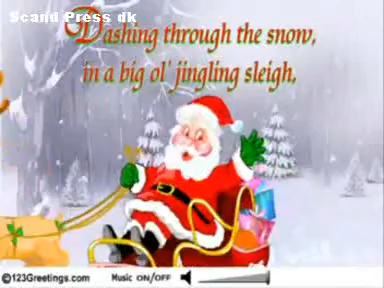 Scand Press dk
Dashing through the snow,
in a big ol' jingling sleigh,
©123Greetings.com Music ON/OFF